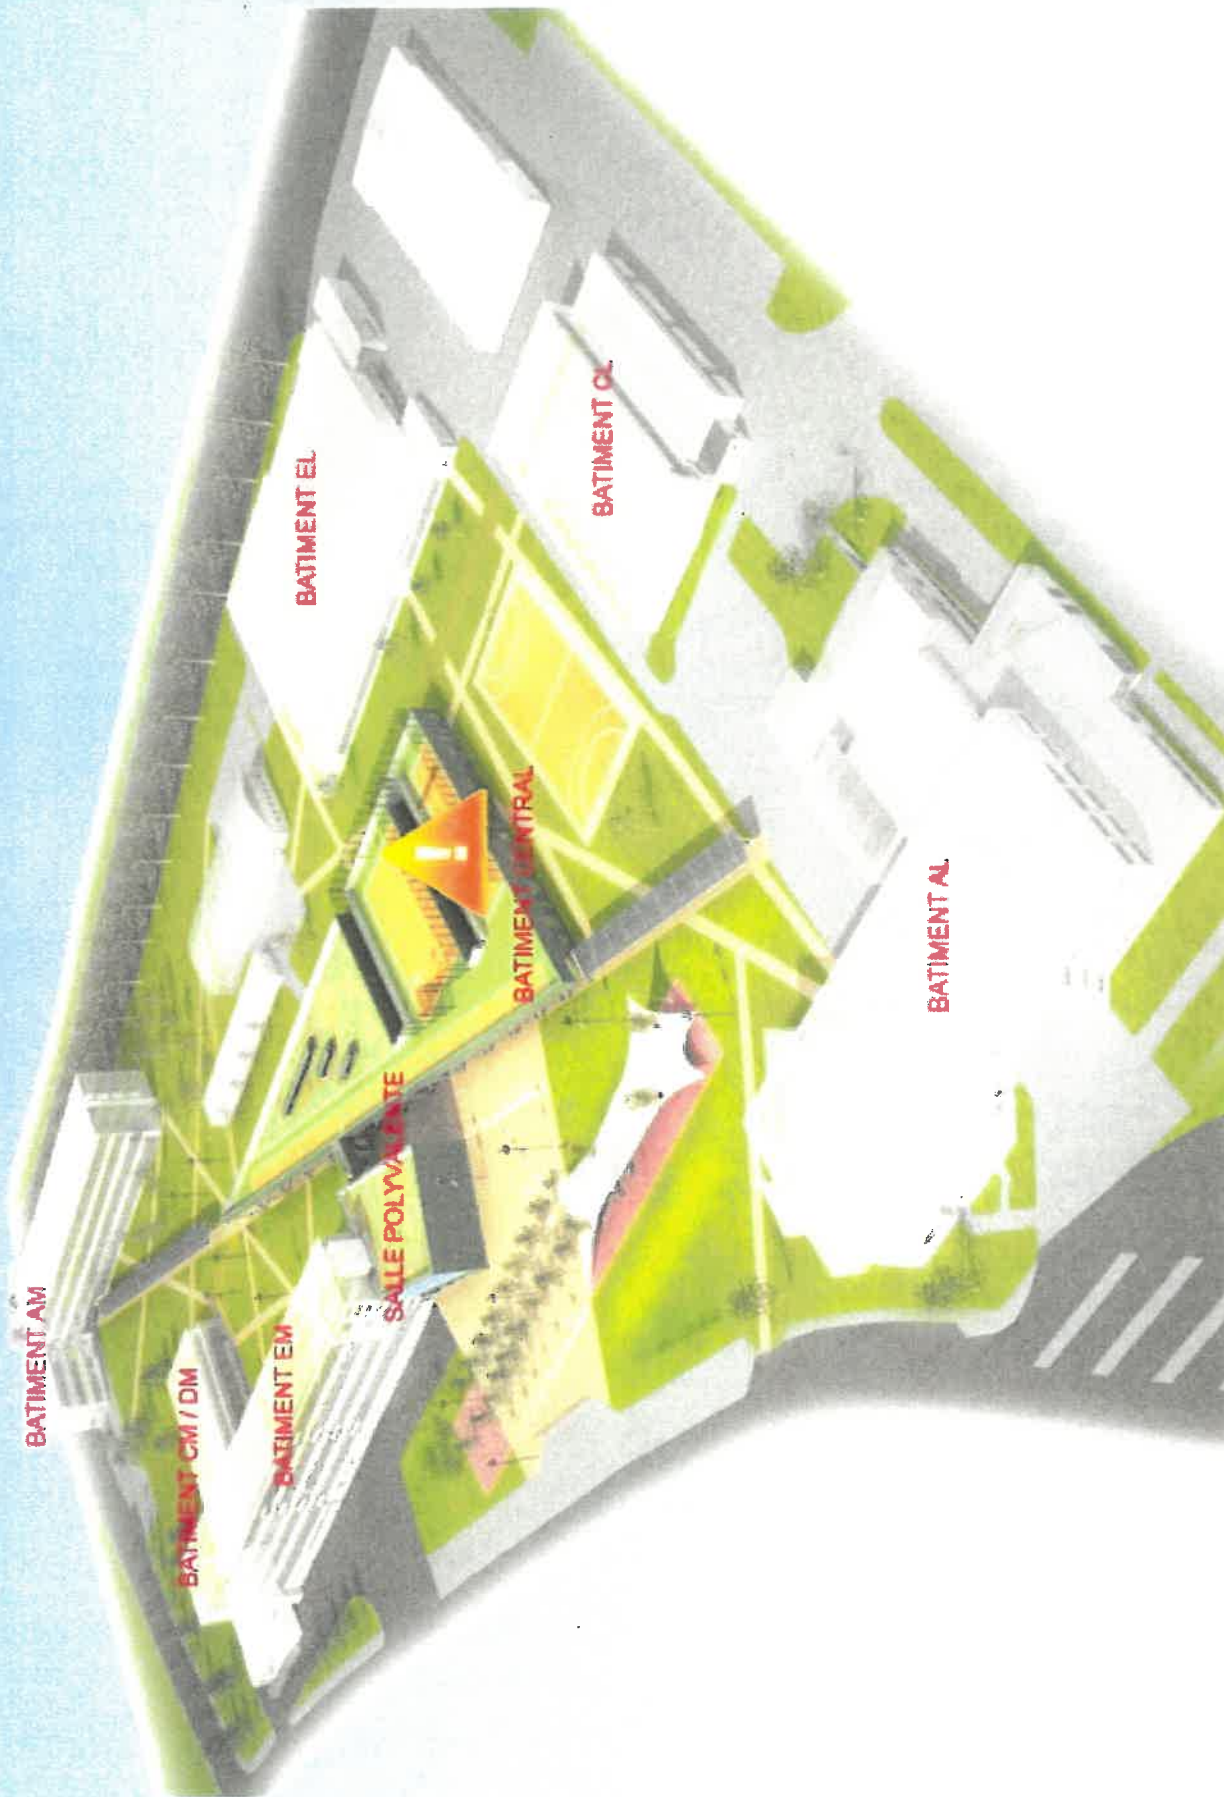 BATIMENT AM
BATIMENT CM / DM
BATIMENT EM
SALLE POLYVALENTE
BATIMENT EL
BATIMENT CENTRAL
BATIMENT CL
BATIMENT AL
!